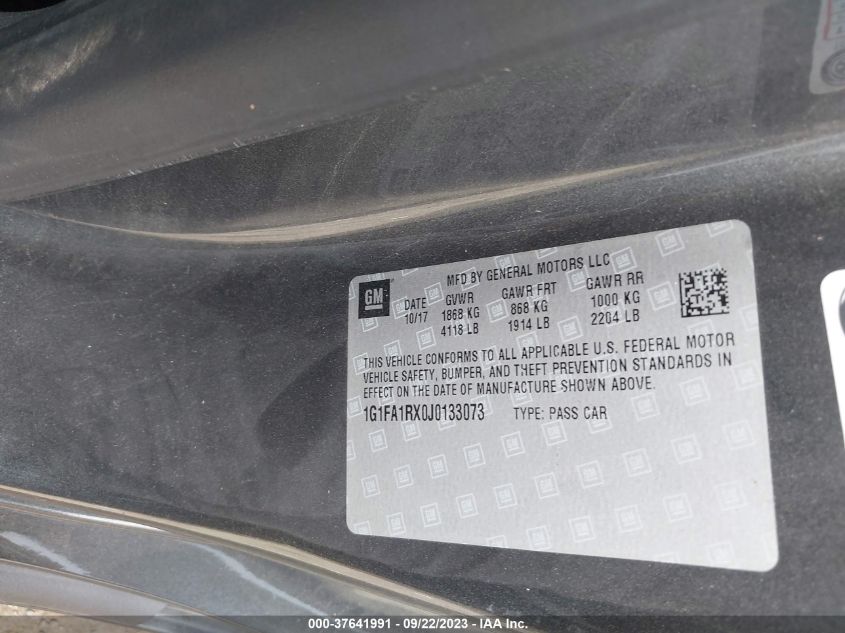 GM
MFD BY GENERAL MOTORS LLC
DATE GVWR GAWR FRT GAWR RR
10/17 1868 KG 868 KG 1000 KG
4118 LB 1914 LB 2204 LB
THIS VEHICLE CONFORMS TO ALL APPLICABLE U.S. FEDERAL MOTOR
VEHICLE SAFETY, BUMPER, AND THEFT PREVENTION STANDARDS IN
EFFECT ON THE DATE OF MANUFACTURE SHOWN ABOVE.
1G1FA1RX0J0133073 TYPE: PASS CAR
000-37641991 - 09/22/2023 - IAA Inc.